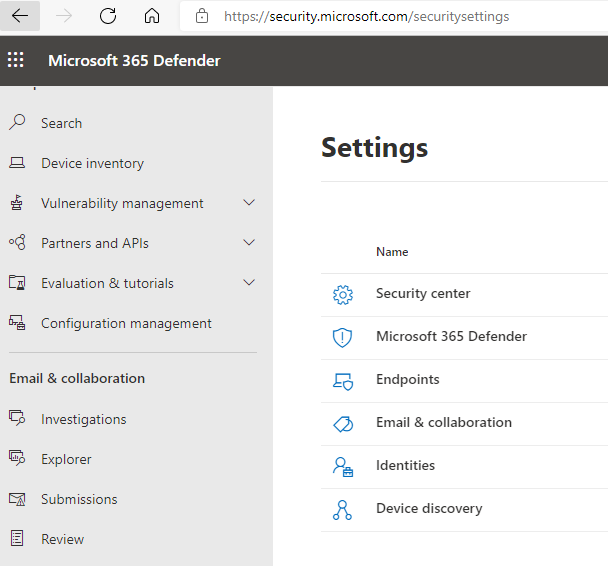 https://security.microsoft.com/securitysettings
Microsoft 365 Defender
Search
Device inventory
Vulnerability management
Partners and APIs
Evaluation & tutorials
Configuration management
Email & collaboration
Investigations
Explorer
Submissions
Review
Settings
Name
Security center
Microsoft 365 Defender
Endpoints
Email & collaboration
Identities
Device discovery